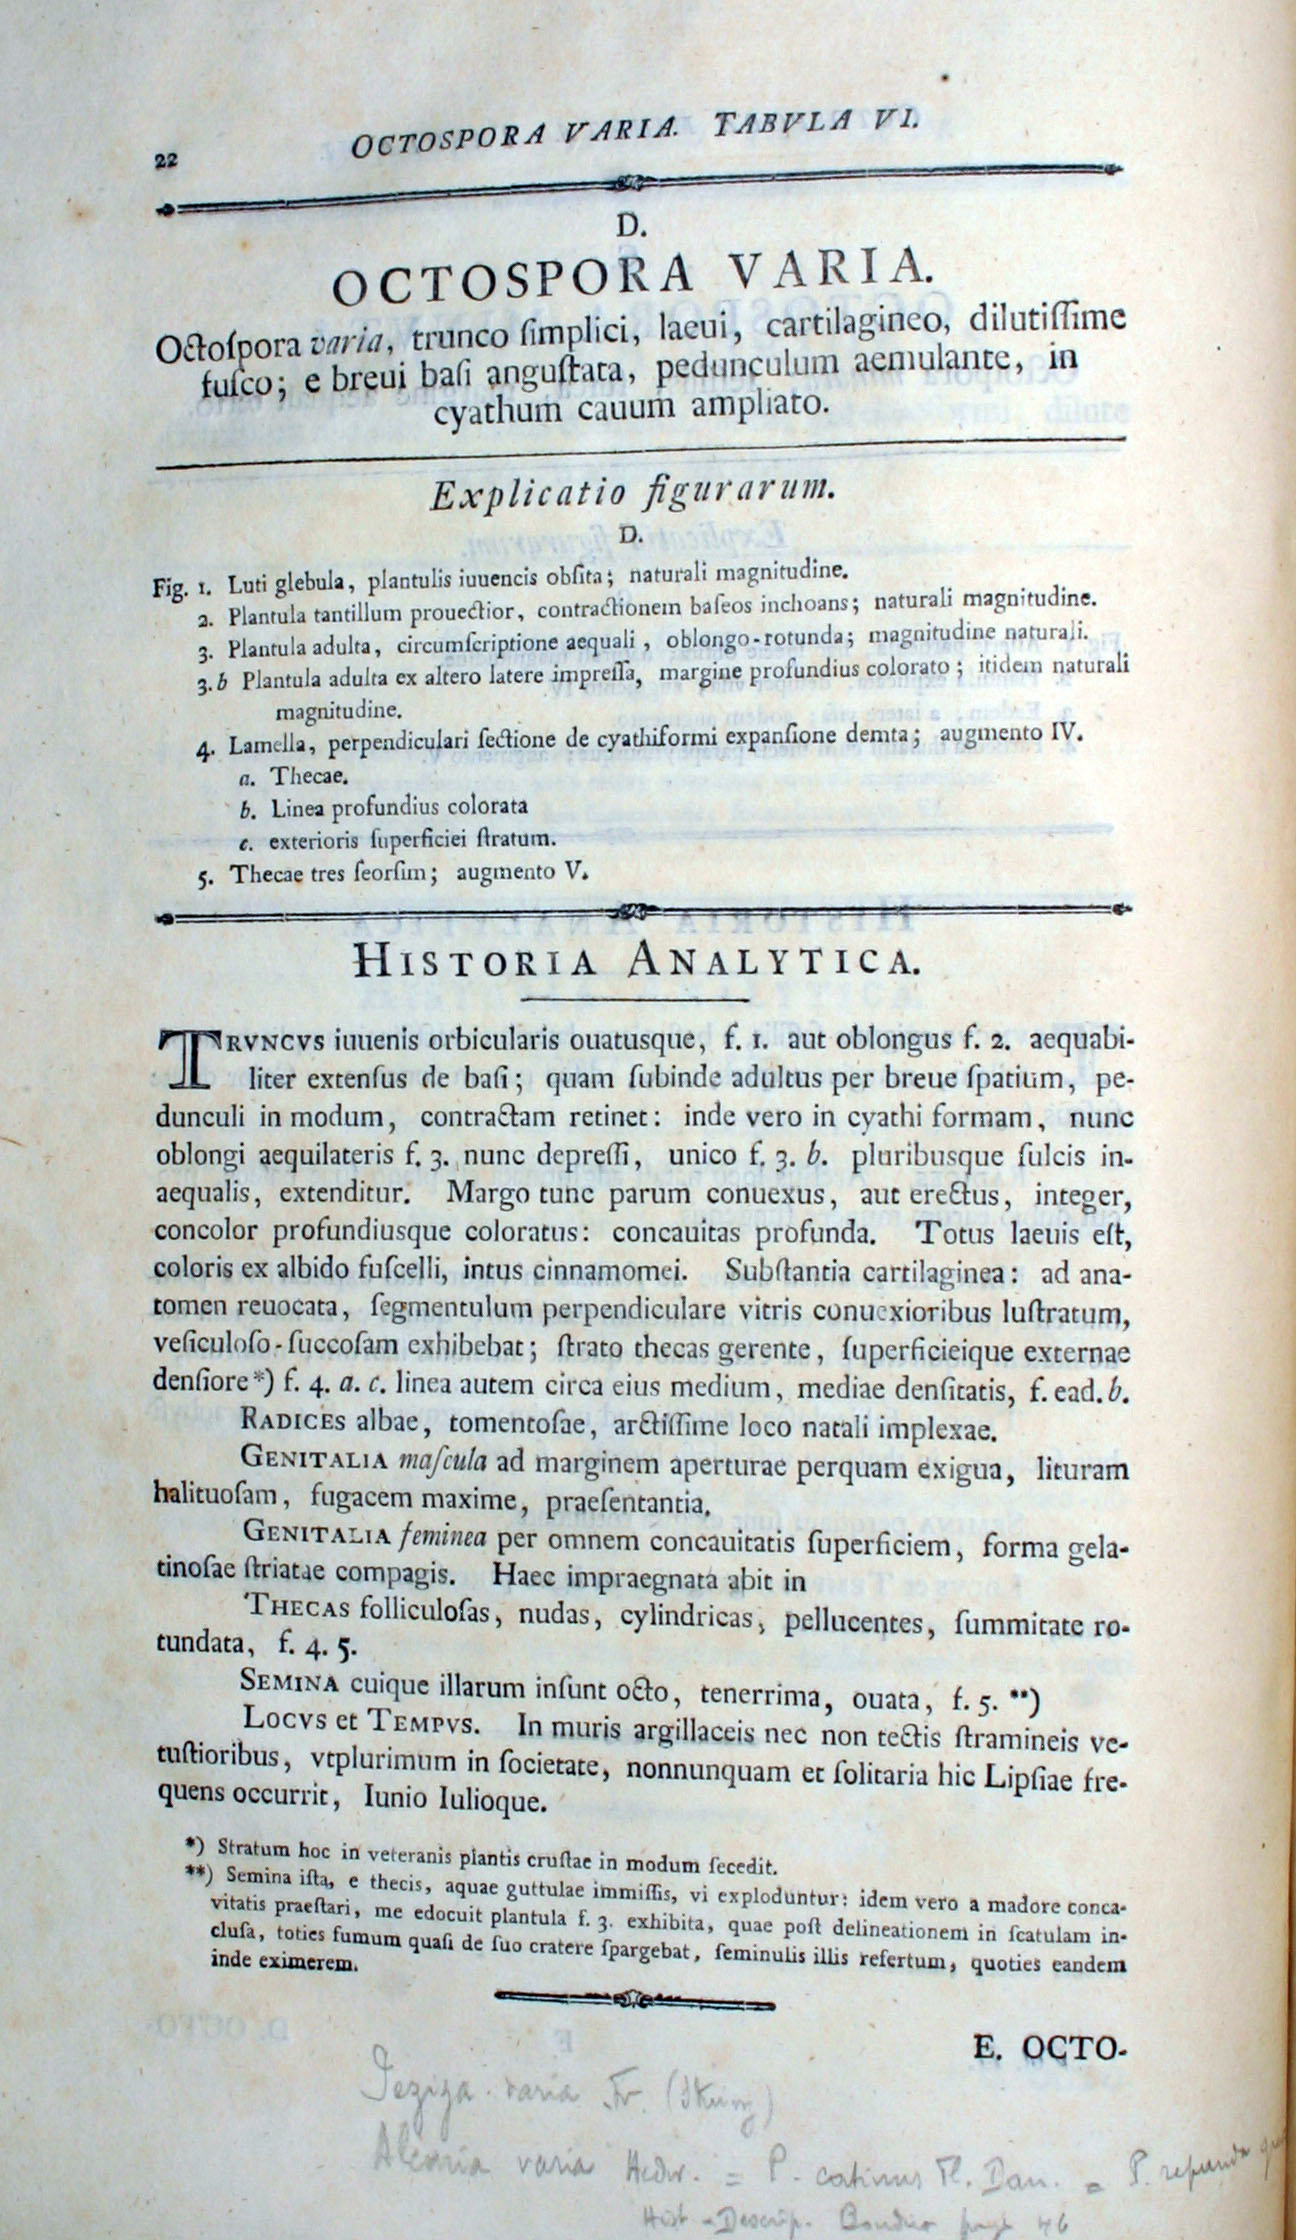 22
OCTOSPORA VARIA. TABVLA VI.
D.
OCTOSPORA VARIA.
Octoſpora varia, trunco ſimplici, laeui, cartilagineo, dilutiſſime
fuſco; e breui baſi anguſtata, pedunculum aemulante, in
cyathum cauum ampliato.
Explicatio figurarum.
D.
Fig. 1. Luti glebula, plantulis iuuencis obſita; naturali magnitudine.
2. Plantula tantillum prouectior, contractionem baſeos inchoans; naturali magnitudine.
3. Plantula adulta, circumſcriptione aequali, oblongo-rotunda; magnitudine naturali.
3. b Plantula adulta ex altero latere impreſſa, margine profundius colorato; itidem naturali
magnitudine.
4. Lamella, perpendiculari ſectione de cyathiformi expanſione demta; augmento IV.
a. Thecae.
b. Linea profundius colorata
c. exterioris ſuperficiei ſtratum.
5. Thecae tres ſeorſim; augmento V.
HISTORIA ANALYTICA.
TRVNCVS iuuenis orbicularis ouatusque, f. 1. aut oblongus f. 2. aequabi-
liter extenſus de baſi; quam ſubinde adultus per breue ſpatium, pe-
dunculi in modum, contractam retinet: inde vero in cyathi formam, nunc
oblongi aequilateris f. 3. nunc depreſſi, unico f. 3. b. pluribusque ſulcis in-
aequalis, extenditur. Margo tunc parum conuexus, aut erectus, integer,
concolor profundiusque coloratus: concauitas profunda. Totus laeuis eſt,
coloris ex albido fuſcelli, intus cinnamomei. Subſtantia cartilaginea: ad ana-
tomen reuocata, ſegmentulum perpendiculare vitris conuexioribus luſtratum,
veſiculoſo-ſuccoſam exhibebat; ſtrato thecas gerente, ſuperficieique externae
denſiore*) f. 4. a. c. linea autem circa eius medium, mediae denſitatis, f. ead. b.
RADICES albae, tomentoſae, arctiſſime loco natali implexae.
GENITALIA maſcula ad marginem aperturae perquam exigua, lituram
halituoſam, fugacem maxime, praeſentantia.
GENITALIA feminea per omnem concauitatis ſuperficiem, forma gela-
tinoſae ſtriatae compagis. Haec impraegnata abit in
THECAS folliculoſas, nudas, cylindricas, pellucentes, ſummitate ro-
tundata, f. 4. 5.
SEMINA cuique illarum inſunt octo, tenerrima, ouata, f. 5. **)
LOCVS et TEMPVS. In muris argillaceis nec non tectis ſtramineis ve-
tuſtioribus, vtplurimum in ſocietate, nonnunquam et ſolitaria hic Lipſiae fre-
quens occurrit, Iunio Iulioque.
*) Stratum hoc in veteranis plantis cruſtae in modum ſecedit.
**) Semina iſta, e thecis, aquae guttulae immiſſis, vi exploduntur: idem vero a madore conca-
vitatis praeſtari, me edocuit plantula f. 3. exhibita, quae poſt delineationem in ſcatulam in-
cluſa, toties fumum quaſi de ſuo cratere ſpargebat, ſeminulis illis refertum, quoties eandem
inde eximerem.
E. OCTO-
Peziza varia Fr.
Aleuria varia Hedw. = P. catinus Fl. Dan. = P. repanda
Hist - Descrip. Boudier page 46